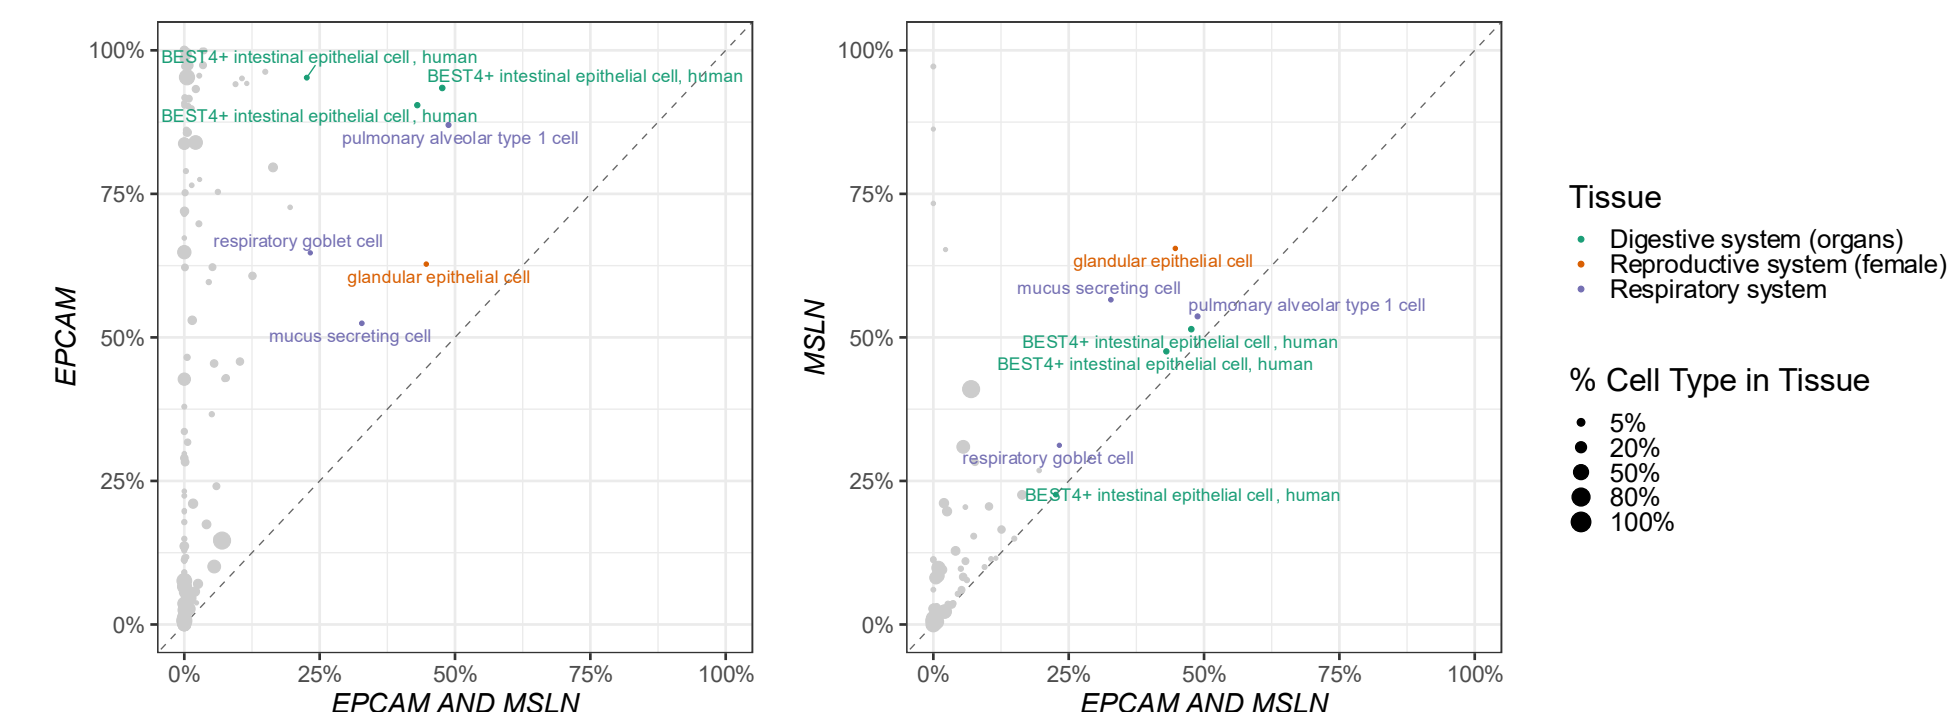 100%
75%
50%
25%
0%
EPCAM
BEST4+ intestinal epithelial cell, human
BEST4+ intestinal epithelial cell, human
BEST4+ intestinal epithelial cell, human
pulmonary alveolar type 1 cell
respiratory goblet cell
glandular epithelial cell
mucus secreting cell
0%
25%
50%
75%
100%
EPCAM AND MSLN
100%
75%
50%
25%
0%
MSLN
glandular epithelial cell
mucus secreting cell
pulmonary alveolar type 1 cell
BEST4+ intestinal epithelial cell, human
BEST4+ intestinal epithelial cell, human
respiratory goblet cell
BEST4+ intestinal epithelial cell, human
0%
25%
50%
75%
100%
EPCAM AND MSLN
Tissue
Digestive system (organs)
Reproductive system (female)
Respiratory system
% Cell Type in Tissue
5%
20%
50%
80%
100%